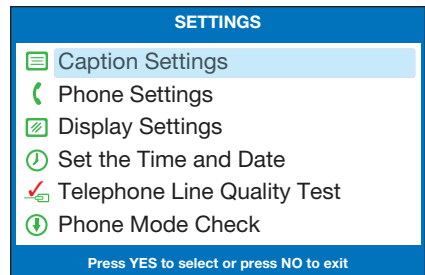 SETTINGS
Caption Settings
Phone Settings
Display Settings
Set the Time and Date
Telephone Line Quality Test
Phone Mode Check
Press YES to select or press NO to exit